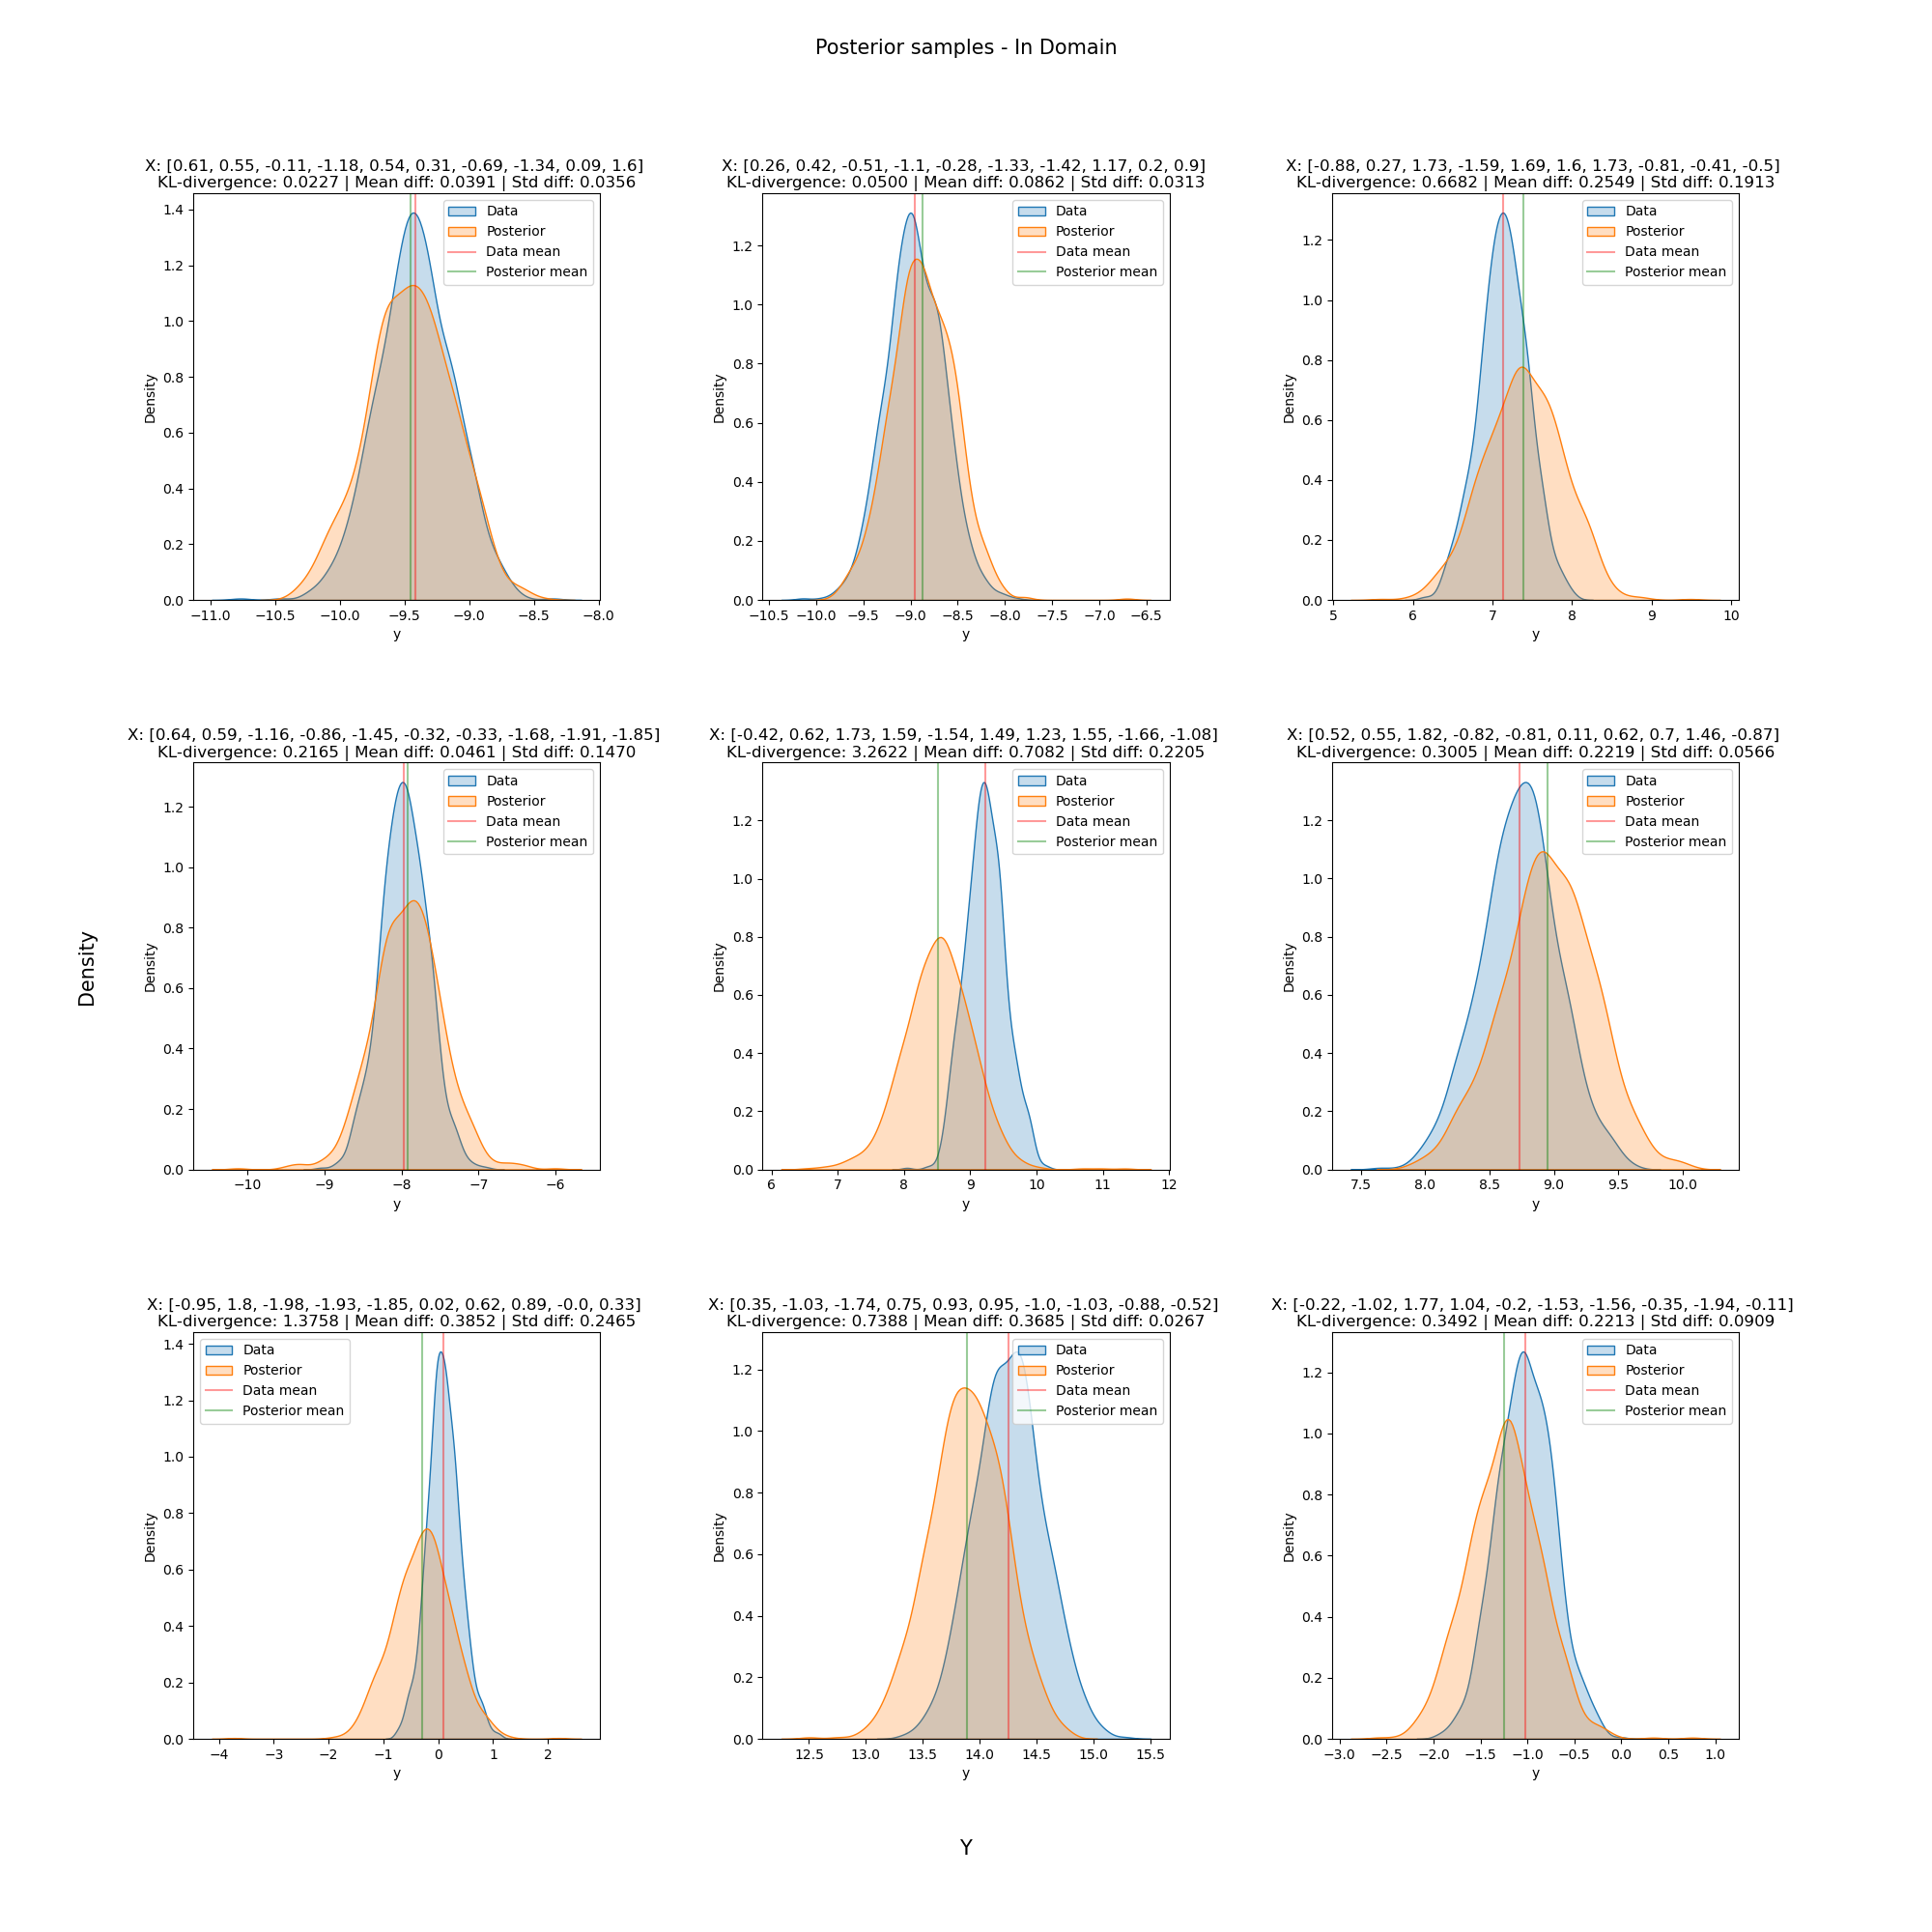 Posterior samples - In Domain
X: [0.61, 0.55, -0.11, -1.18, 0.54, 0.31, -0.69, -1.34, 0.09, 1.6]
KL-divergence: 0.0227 | Mean diff: 0.0391 | Std diff: 0.0356
Data
Posterior
Data mean
Posterior mean
1.4
1.2
1.0
0.8
0.6
0.4
0.2
0.0
Density
−11.0 −10.5 −10.0 −9.5 −9.0 −8.5 −8.0
y
X: [0.26, 0.42, -0.51, -1.1, -0.28, -1.33, -1.42, 1.17, 0.2, 0.9]
KL-divergence: 0.0500 | Mean diff: 0.0862 | Std diff: 0.0313
Data
Posterior
Data mean
Posterior mean
1.2
1.0
0.8
0.6
0.4
0.2
0.0
Density
−10.5 −10.0 −9.5 −9.0 −8.5 −8.0 −7.5 −7.0 −6.5
y
X: [-0.88, 0.27, 1.73, -1.59, 1.69, 1.6, 1.73, -0.81, -0.41, -0.5]
KL-divergence: 0.6682 | Mean diff: 0.2549 | Std diff: 0.1913
Data
Posterior
Data mean
Posterior mean
1.2
1.0
0.8
0.6
0.4
0.2
0.0
Density
5 6 7 8 9 10
y
Density
X: [0.64, 0.59, -1.16, -0.86, -1.45, -0.32, -0.33, -1.68, -1.91, -1.85]
KL-divergence: 0.2165 | Mean diff: 0.0461 | Std diff: 0.1470
Data
Posterior
Data mean
Posterior mean
1.2
1.0
0.8
0.6
0.4
0.2
0.0
Density
−10 −9 −8 −7 −6
y
X: [-0.42, 0.62, 1.73, 1.59, -1.54, 1.49, 1.23, 1.55, -1.66, -1.08]
KL-divergence: 3.2622 | Mean diff: 0.7082 | Std diff: 0.2205
Data
Posterior
Data mean
Posterior mean
1.2
1.0
0.8
0.6
0.4
0.2
0.0
Density
6 7 8 9 10 11 12
y
X: [0.52, 0.55, 1.82, -0.82, -0.81, 0.11, 0.62, 0.7, 1.46, -0.87]
KL-divergence: 0.3005 | Mean diff: 0.2219 | Std diff: 0.0566
Data
Posterior
Data mean
Posterior mean
1.2
1.0
0.8
0.6
0.4
0.2
0.0
Density
7.5 8.0 8.5 9.0 9.5 10.0
y
X: [-0.95, 1.8, -1.98, -1.93, -1.85, 0.02, 0.62, 0.89, -0.0, 0.33]
KL-divergence: 1.3758 | Mean diff: 0.3852 | Std diff: 0.2465
Data
Posterior
Data mean
Posterior mean
1.4
1.2
1.0
0.8
0.6
0.4
0.2
0.0
Density
−4 −3 −2 −1 0 1 2
y
X: [0.35, -1.03, -1.74, 0.75, 0.93, 0.95, -1.0, -1.03, -0.88, -0.52]
KL-divergence: 0.7388 | Mean diff: 0.3685 | Std diff: 0.0267
Data
Posterior
Data mean
Posterior mean
1.2
1.0
0.8
0.6
0.4
0.2
0.0
Density
12.5 13.0 13.5 14.0 14.5 15.0 15.5
y
X: [-0.22, -1.02, 1.77, 1.04, -0.2, -1.53, -1.56, -0.35, -1.94, -0.11]
KL-divergence: 0.3492 | Mean diff: 0.2213 | Std diff: 0.0909
Data
Posterior
Data mean
Posterior mean
1.2
1.0
0.8
0.6
0.4
0.2
0.0
Density
−3.0 −2.5 −2.0 −1.5 −1.0 −0.5 0.0 0.5 1.0
y
Y